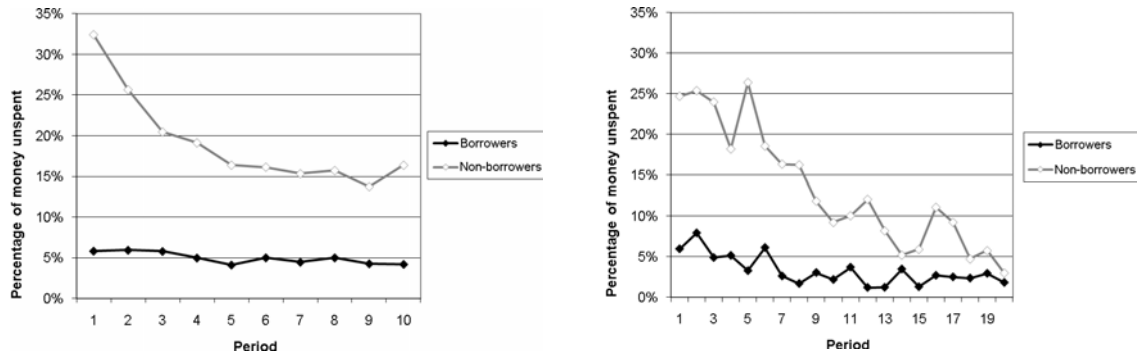 Percentage of money unspent
35%
30%
25%
20%
15%
10%
5%
0%
1 2 3 4 5 6 7 8 9 10
Period
Borrowers
Non-borrowers
Percentage of money unspent
35%
30%
25%
20%
15%
10%
5%
0%
1 3 5 7 9 11 13 15 17 19
Period
Borrowers
Non-borrowers